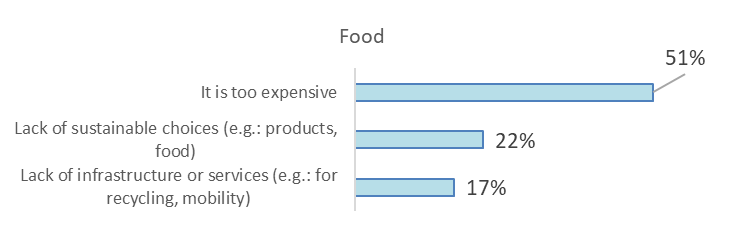 Food
51%
It is too expensive
Lack of sustainable choices (e.g.: products,
food)
22%
Lack of infrastructure or services (e.g.: for
recycling, mobility)
17%